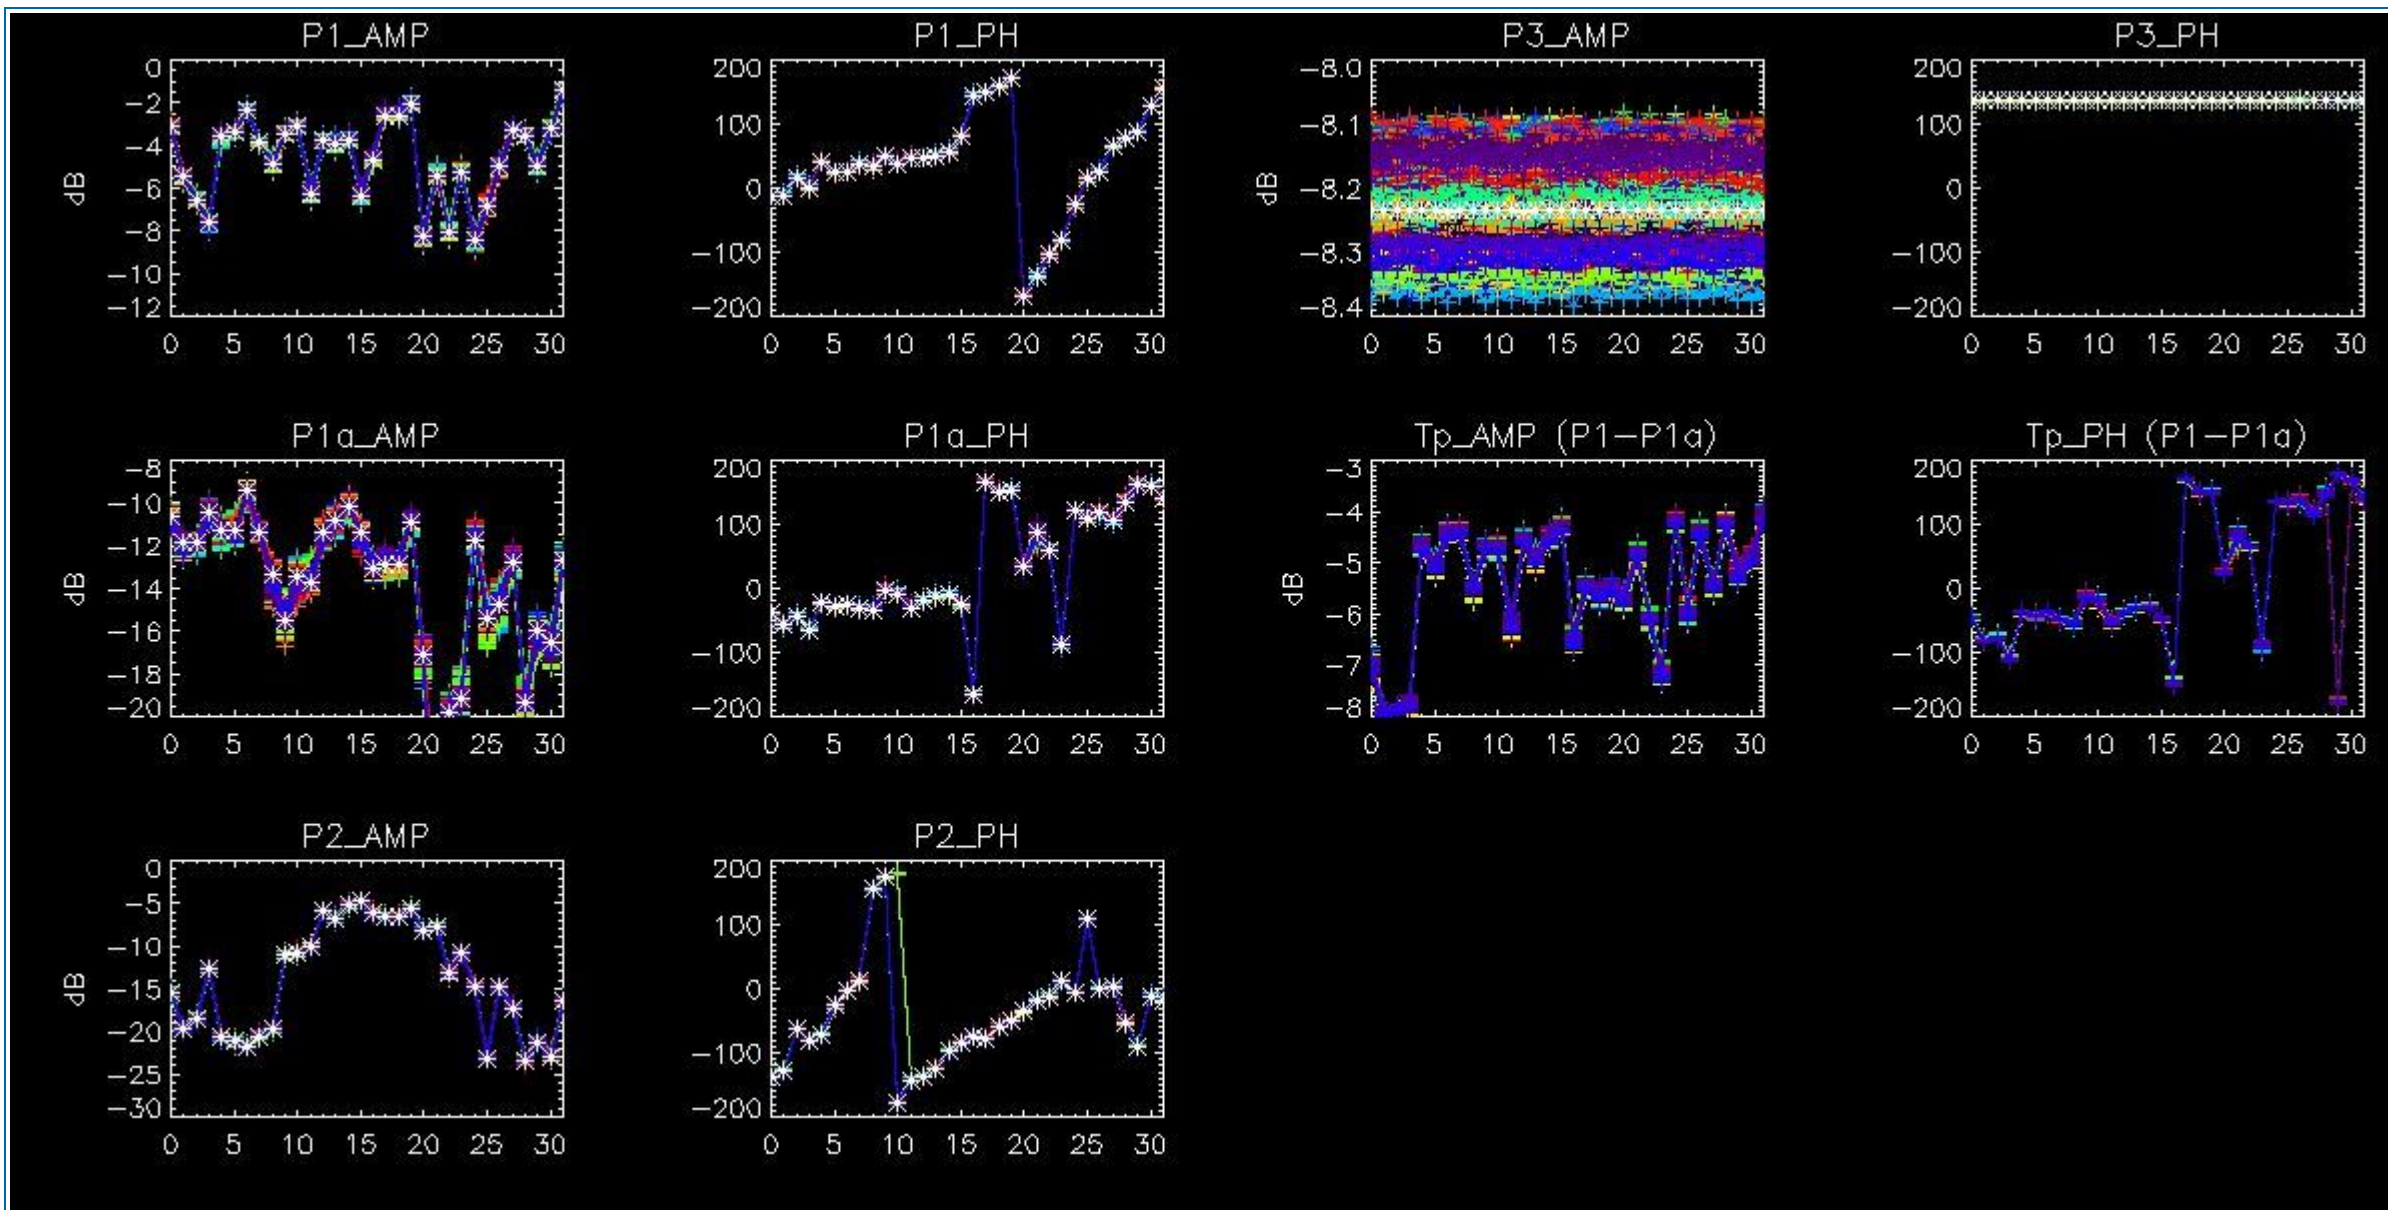 P1_AMP P1_PH P3_AMP P3_PH
0 200 −8.0 200
−2
100 −8.1 100
−4
dB −6 0 dB −8.2 0
−8
−100 −8.3 −100
−10
−12 −200 −8.4 −200
0 5 10 15 20 25 30 0 5 10 15 20 25 30 0 5 10 15 20 25 30 0 5 10 15 20 25 30
P1a_AMP P1a_PH Tp_AMP (P1−P1a) Tp_PH (P1−P1a)
−8 200 −3 200
−10
100 −4 100
−12
dB −14 0 dB −5 0
−6
−16
−100 −7 −100
−18
−20 −200 −8 −200
0 5 10 15 20 25 30 0 5 10 15 20 25 30 0 5 10 15 20 25 30 0 5 10 15 20 25 30
P2_AMP P2_PH
0 200
−5 100
−10
dB −15 0
−20 −100
−25
−30 −200
0 5 10 15 20 25 30 0 5 10 15 20 25 30